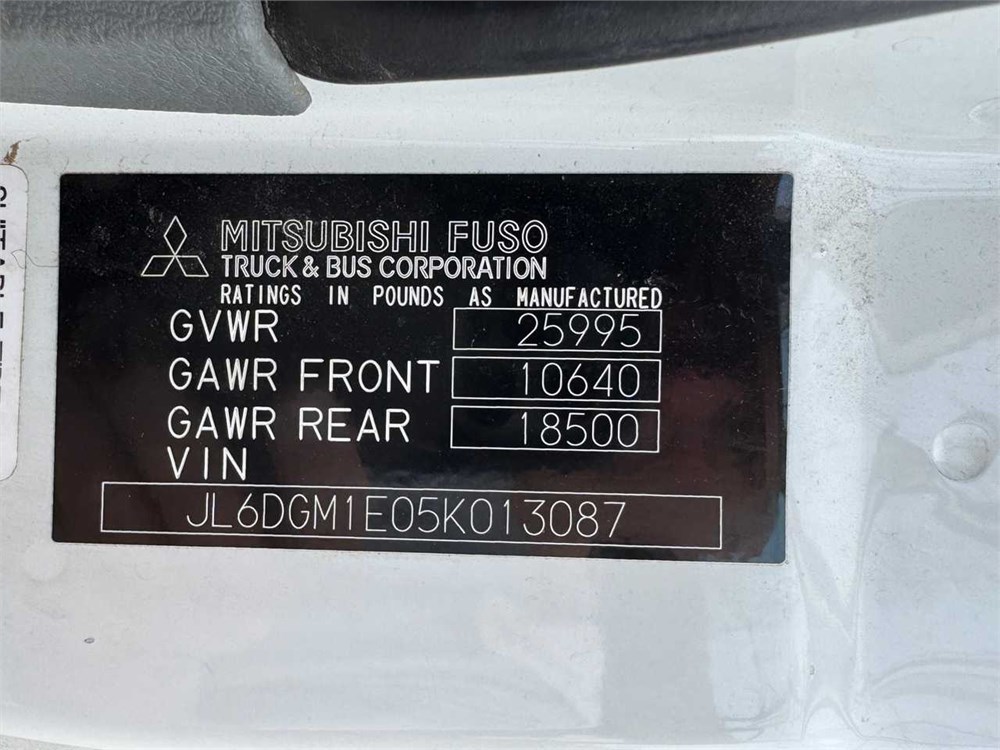 MITSUBISHI FUSO
TRUCK & BUS CORPORATION
RATINGS IN POUNDS AS MANUFACTURED
GVWR 25995
GAWR FRONT 10640
GAWR REAR 18500
VIN
JL6DGM1E05K013087